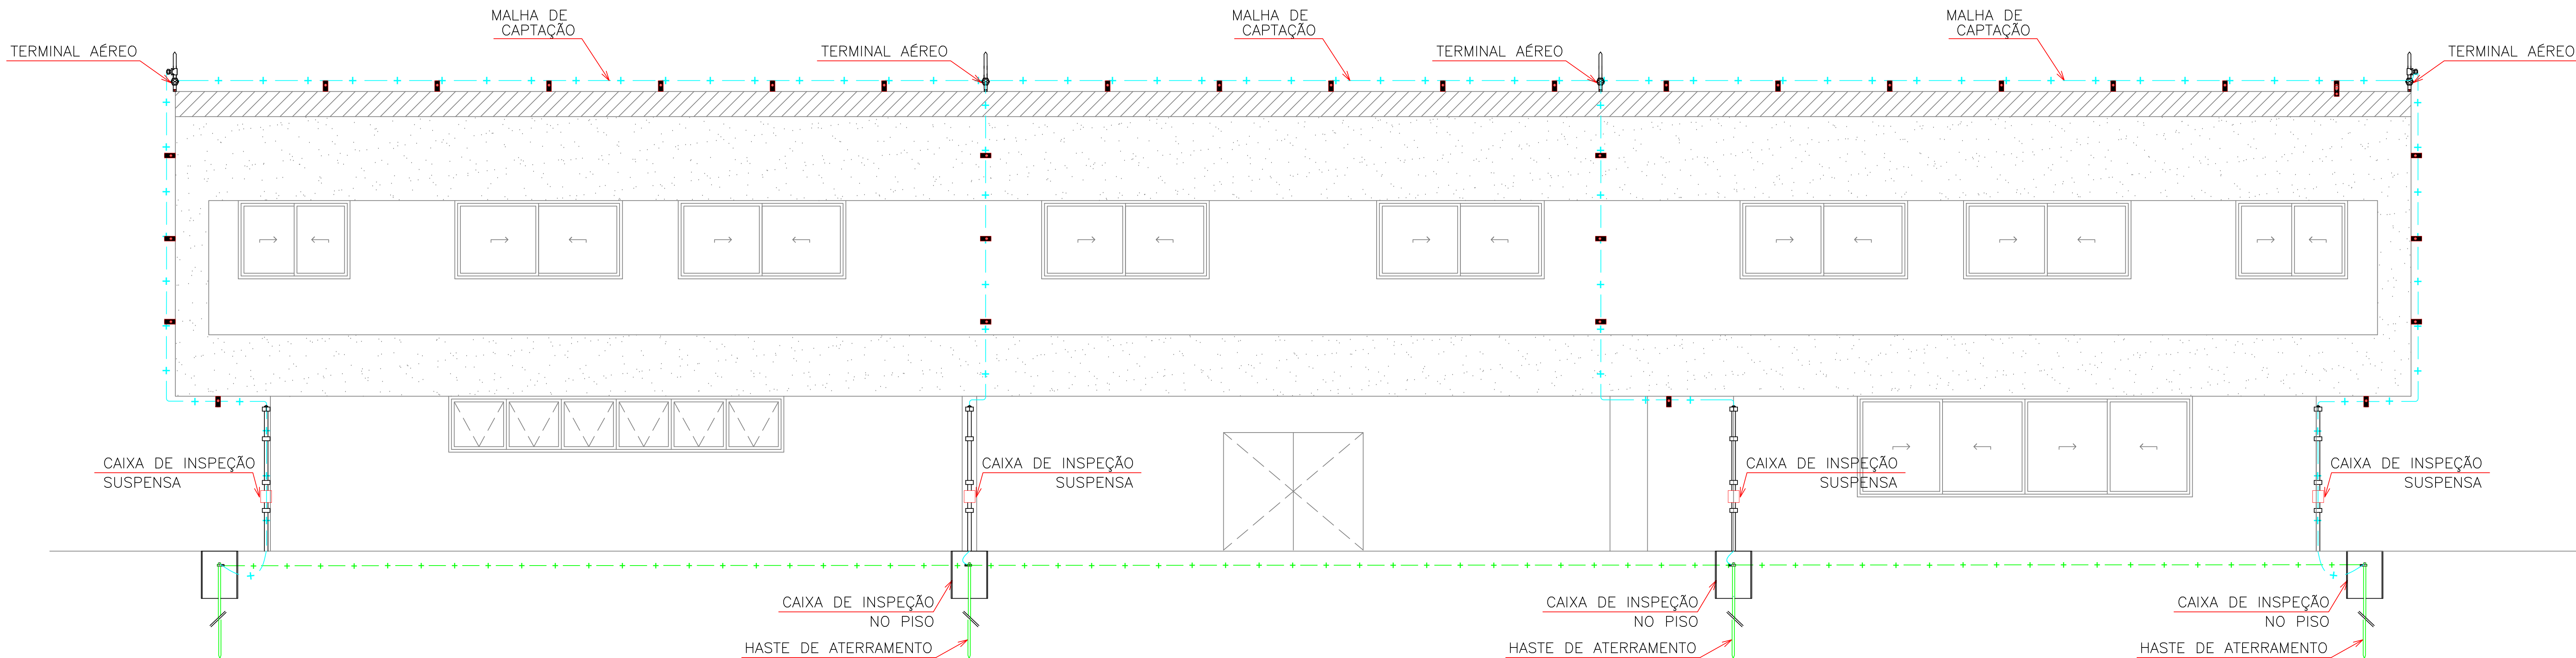 MALHA DE
CAPTAÇÃO
MALHA DE
CAPTAÇÃO
MALHA DE
CAPTAÇÃO
TERMINAL AÉREO
TERMINAL AÉREO
TERMINAL AÉREO
TERMINAL AÉREO
CAIXA DE INSPEÇÃO
SUSPENSA
CAIXA DE INSPEÇÃO
SUSPENSA
CAIXA DE INSPEÇÃO
SUSPENSA
CAIXA DE INSPEÇÃO
SUSPENSA
CAIXA DE INSPEÇÃO
NO PISO
CAIXA DE INSPEÇÃO
NO PISO
CAIXA DE INSPEÇÃO
NO PISO
HASTE DE ATERRAMENTO
HASTE DE ATERRAMENTO
HASTE DE ATERRAMENTO